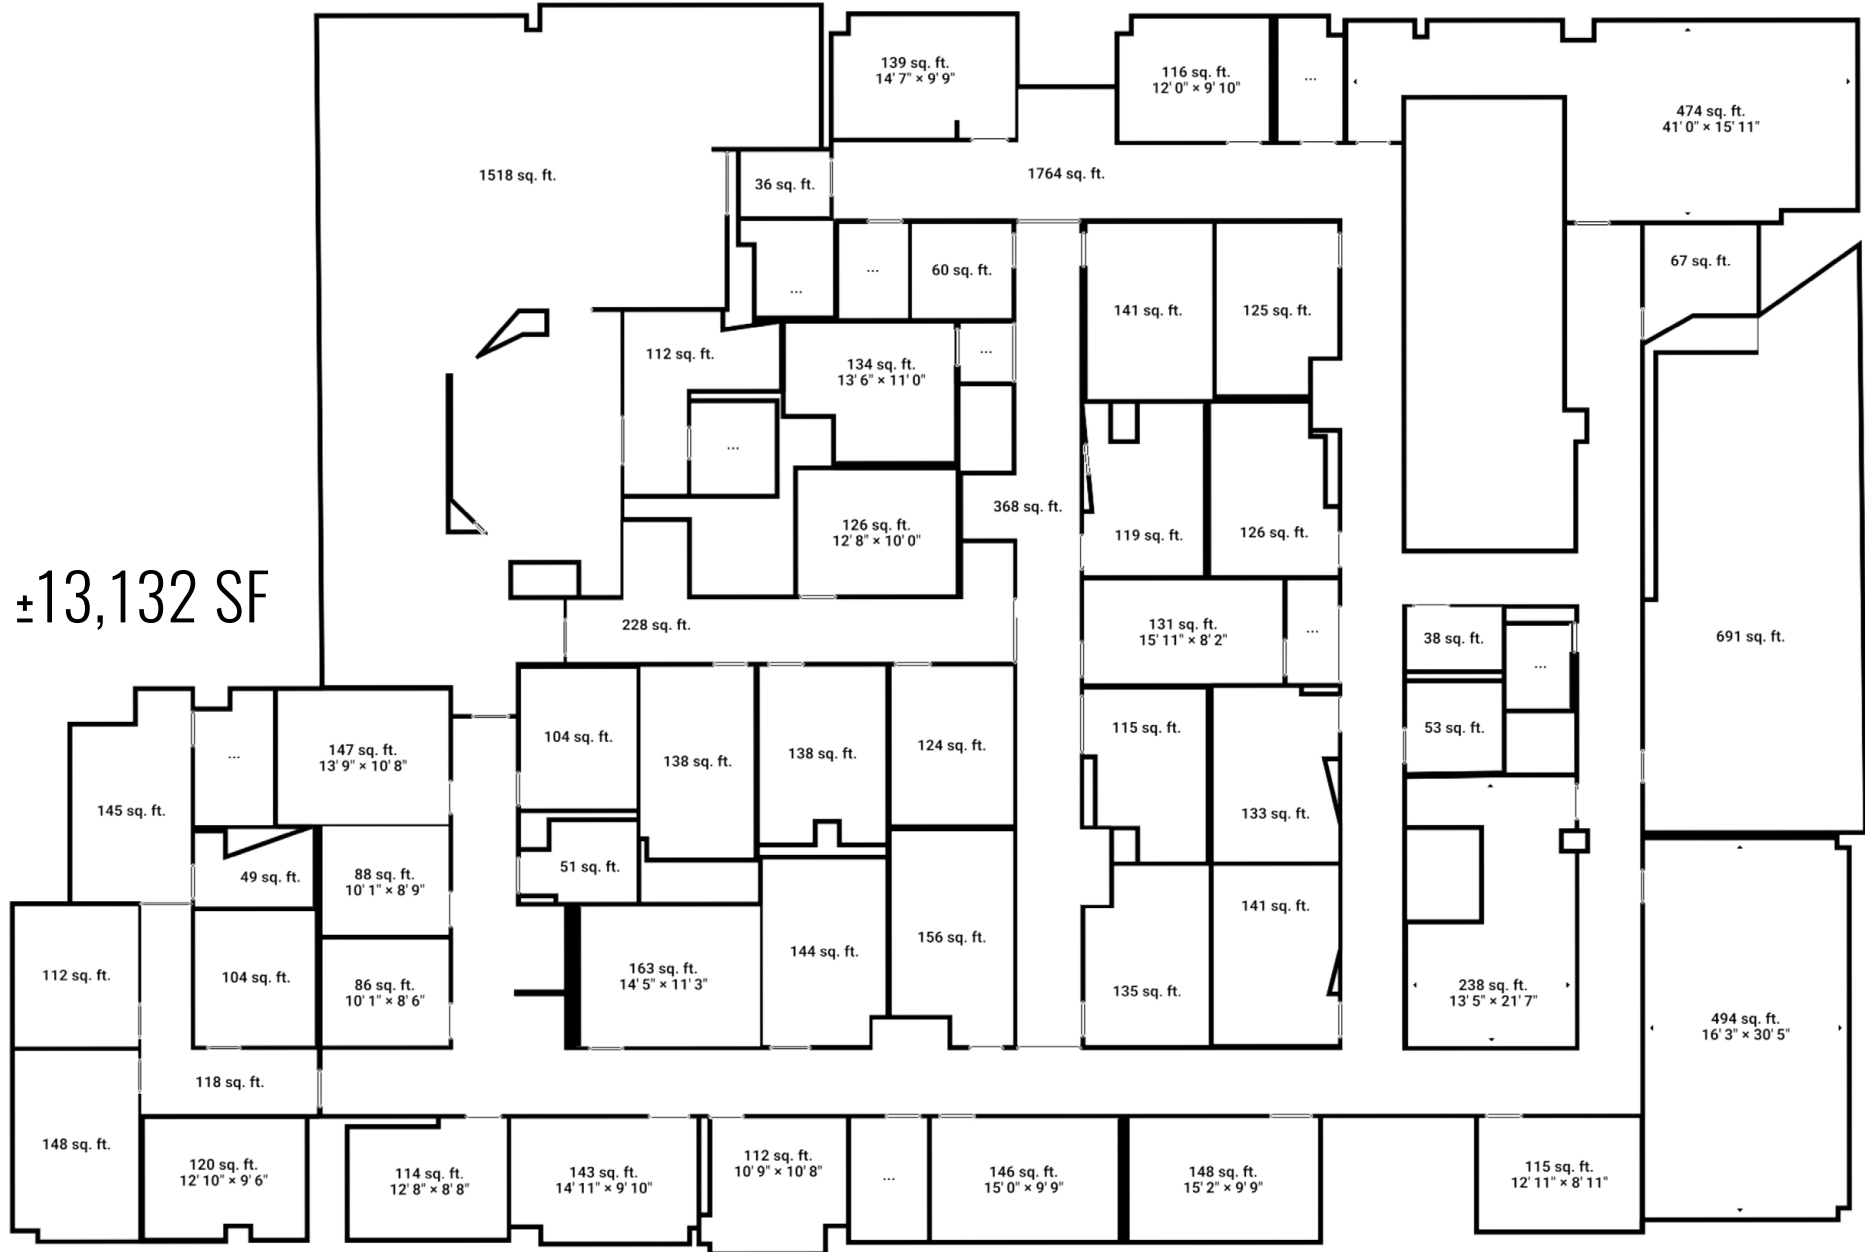 139 sq. ft.
14' 7" × 9' 9"
116 sq. ft.
12' 0" × 9' 10"
...
474 sq. ft.
41' 0" × 15' 11"
1518 sq. ft.
36 sq. ft.
1764 sq. ft.
...
...
60 sq. ft.
67 sq. ft.
141 sq. ft.
125 sq. ft.
112 sq. ft.
134 sq. ft.
13' 6" × 11' 0"
...
...
368 sq. ft.
126 sq. ft.
12' 8" × 10' 0"
119 sq. ft.
126 sq. ft.
±13,132 SF
228 sq. ft.
131 sq. ft.
15' 11" × 8' 2"
...
38 sq. ft.
...
691 sq. ft.
104 sq. ft.
138 sq. ft.
138 sq. ft.
124 sq. ft.
115 sq. ft.
53 sq. ft.
...
147 sq. ft.
13' 9" × 10' 8"
145 sq. ft.
133 sq. ft.
49 sq. ft.
88 sq. ft.
10' 1" × 8' 9"
51 sq. ft.
141 sq. ft.
112 sq. ft.
104 sq. ft.
86 sq. ft.
10' 1" × 8' 6"
163 sq. ft.
14' 5" × 11' 3"
144 sq. ft.
156 sq. ft.
135 sq. ft.
238 sq. ft.
13' 5" × 21' 7"
494 sq. ft.
16' 3" × 30' 5"
118 sq. ft.
148 sq. ft.
120 sq. ft.
12' 10" × 9' 6"
114 sq. ft.
12' 8" × 8' 8"
143 sq. ft.
14' 11" × 9' 10"
112 sq. ft.
10' 9" × 10' 8"
...
146 sq. ft.
15' 0" × 9' 9"
148 sq. ft.
15' 2" × 9' 9"
115 sq. ft.
12' 11" × 8' 11"